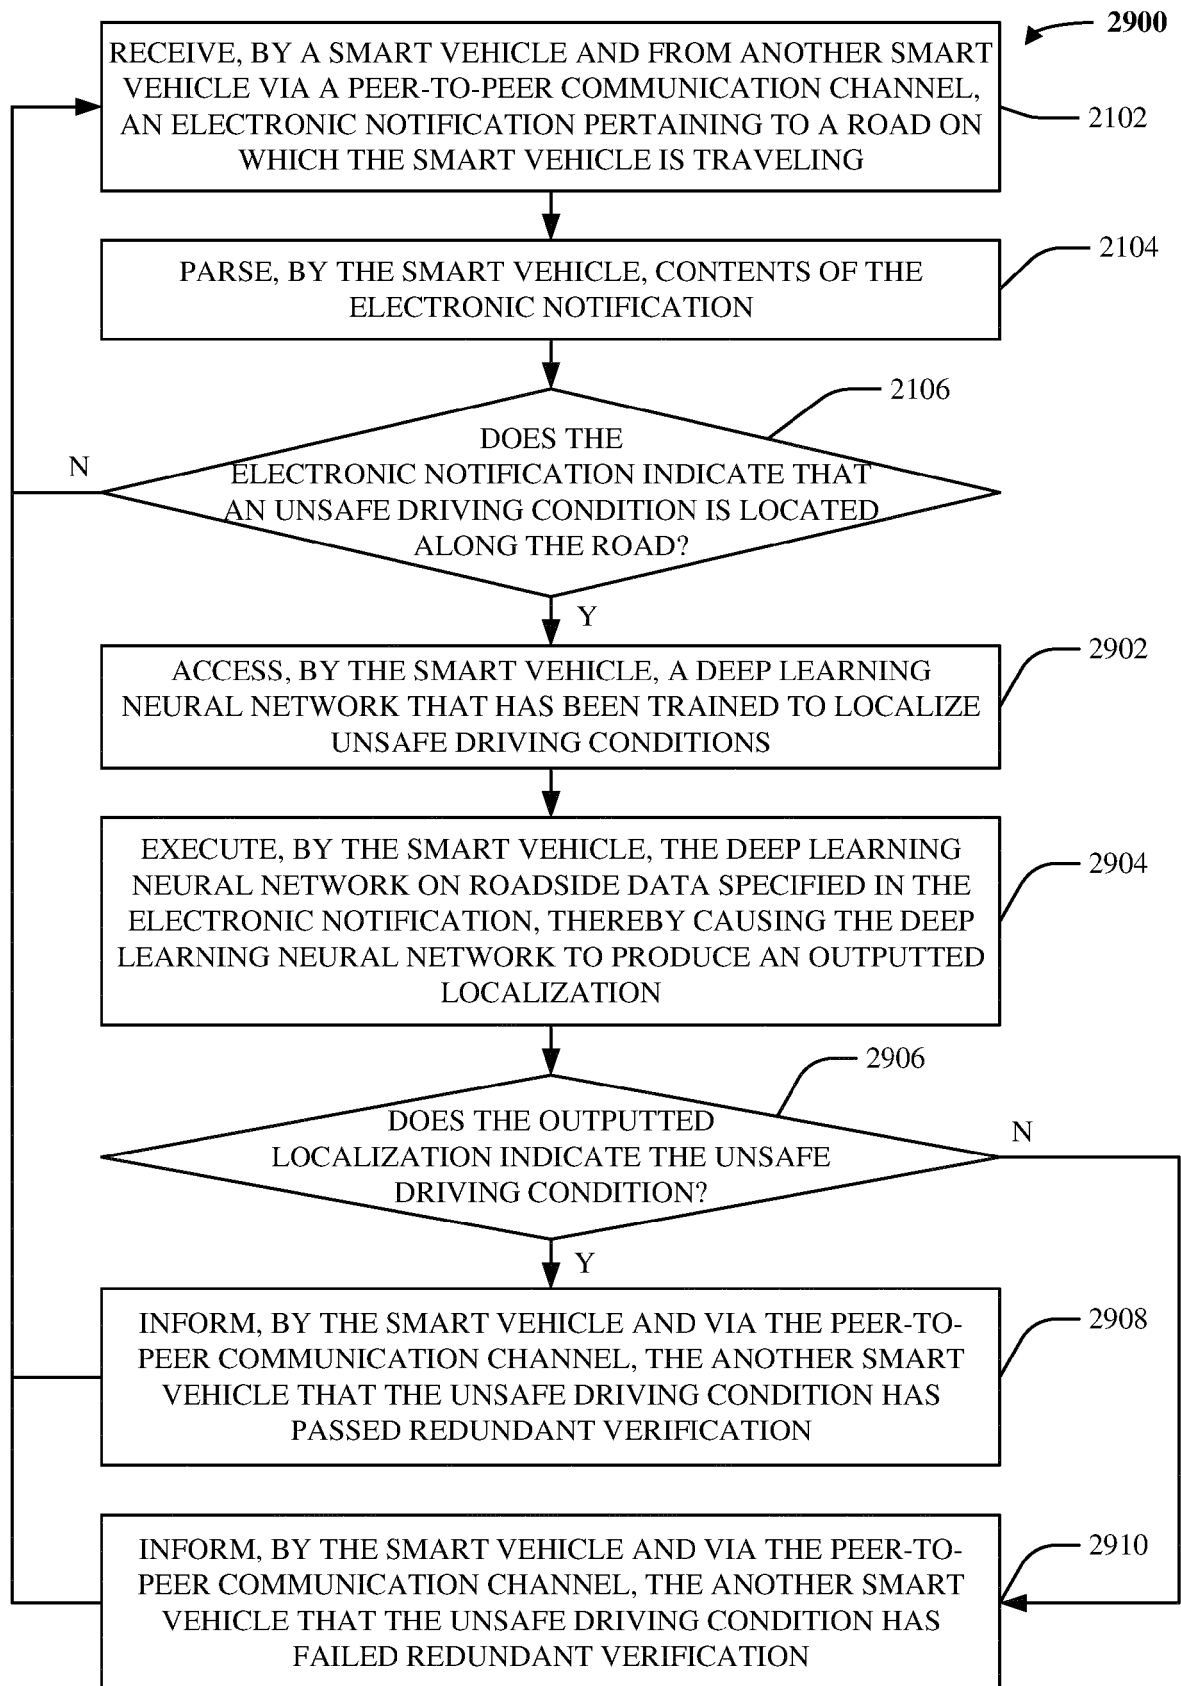 2900
RECEIVE, BY A SMART VEHICLE AND FROM ANOTHER SMART
VEHICLE VIA A PEER-TO-PEER COMMUNICATION CHANNEL,
AN ELECTRONIC NOTIFICATION PERTAINING TO A ROAD ON
WHICH THE SMART VEHICLE IS TRAVELING
2102
PARSE, BY THE SMART VEHICLE, CONTENTS OF THE
ELECTRONIC NOTIFICATION
2104
2106
DOES THE
ELECTRONIC NOTIFICATION INDICATE THAT
AN UNSAFE DRIVING CONDITION IS LOCATED
ALONG THE ROAD?
N
Y
ACCESS, BY THE SMART VEHICLE, A DEEP LEARNING
NEURAL NETWORK THAT HAS BEEN TRAINED TO LOCALIZE
UNSAFE DRIVING CONDITIONS
2902
EXECUTE, BY THE SMART VEHICLE, THE DEEP LEARNING
NEURAL NETWORK ON ROADSIDE DATA SPECIFIED IN THE
ELECTRONIC NOTIFICATION, THEREBY CAUSING THE DEEP
LEARNING NEURAL NETWORK TO PRODUCE AN OUTPUTTED
LOCALIZATION
2904
2906
DOES THE OUTPUTTED
LOCALIZATION INDICATE THE UNSAFE
DRIVING CONDITION?
N
Y
INFORM, BY THE SMART VEHICLE AND VIA THE PEER-TO-
PEER COMMUNICATION CHANNEL, THE ANOTHER SMART
VEHICLE THAT THE UNSAFE DRIVING CONDITION HAS
PASSED REDUNDANT VERIFICATION
2908
INFORM, BY THE SMART VEHICLE AND VIA THE PEER-TO-
PEER COMMUNICATION CHANNEL, THE ANOTHER SMART
VEHICLE THAT THE UNSAFE DRIVING CONDITION HAS
FAILED REDUNDANT VERIFICATION
2910